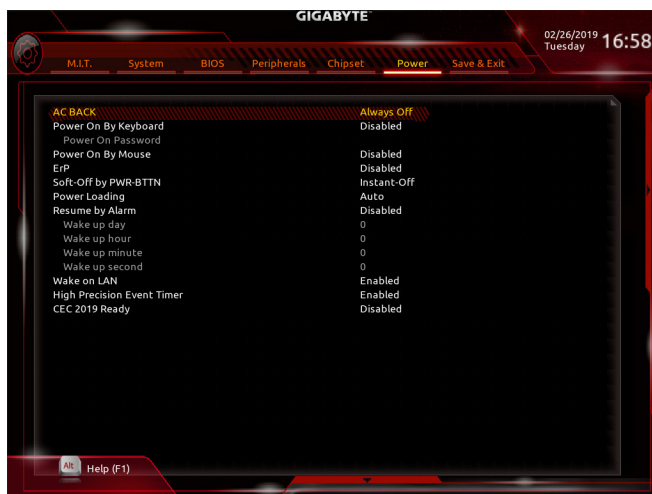 GIGABYTE™
02/26/2019 16:58
Tuesday
M.I.T. System BIOS Peripherals Chipset Power Save & Exit
AC BACK Always Off
Power On By Keyboard Disabled
Power On Password
Power On By Mouse Disabled
ErP Disabled
Soft-Off by PWR-BTTN Instant-Off
Power Loading Auto
Resume by Alarm Disabled
Wake up day 0
Wake up hour 0
Wake up minute 0
Wake up second 0
Wake on LAN Enabled
High Precision Event Timer Enabled
CEC 2019 Ready Disabled
Alt Help (F1)